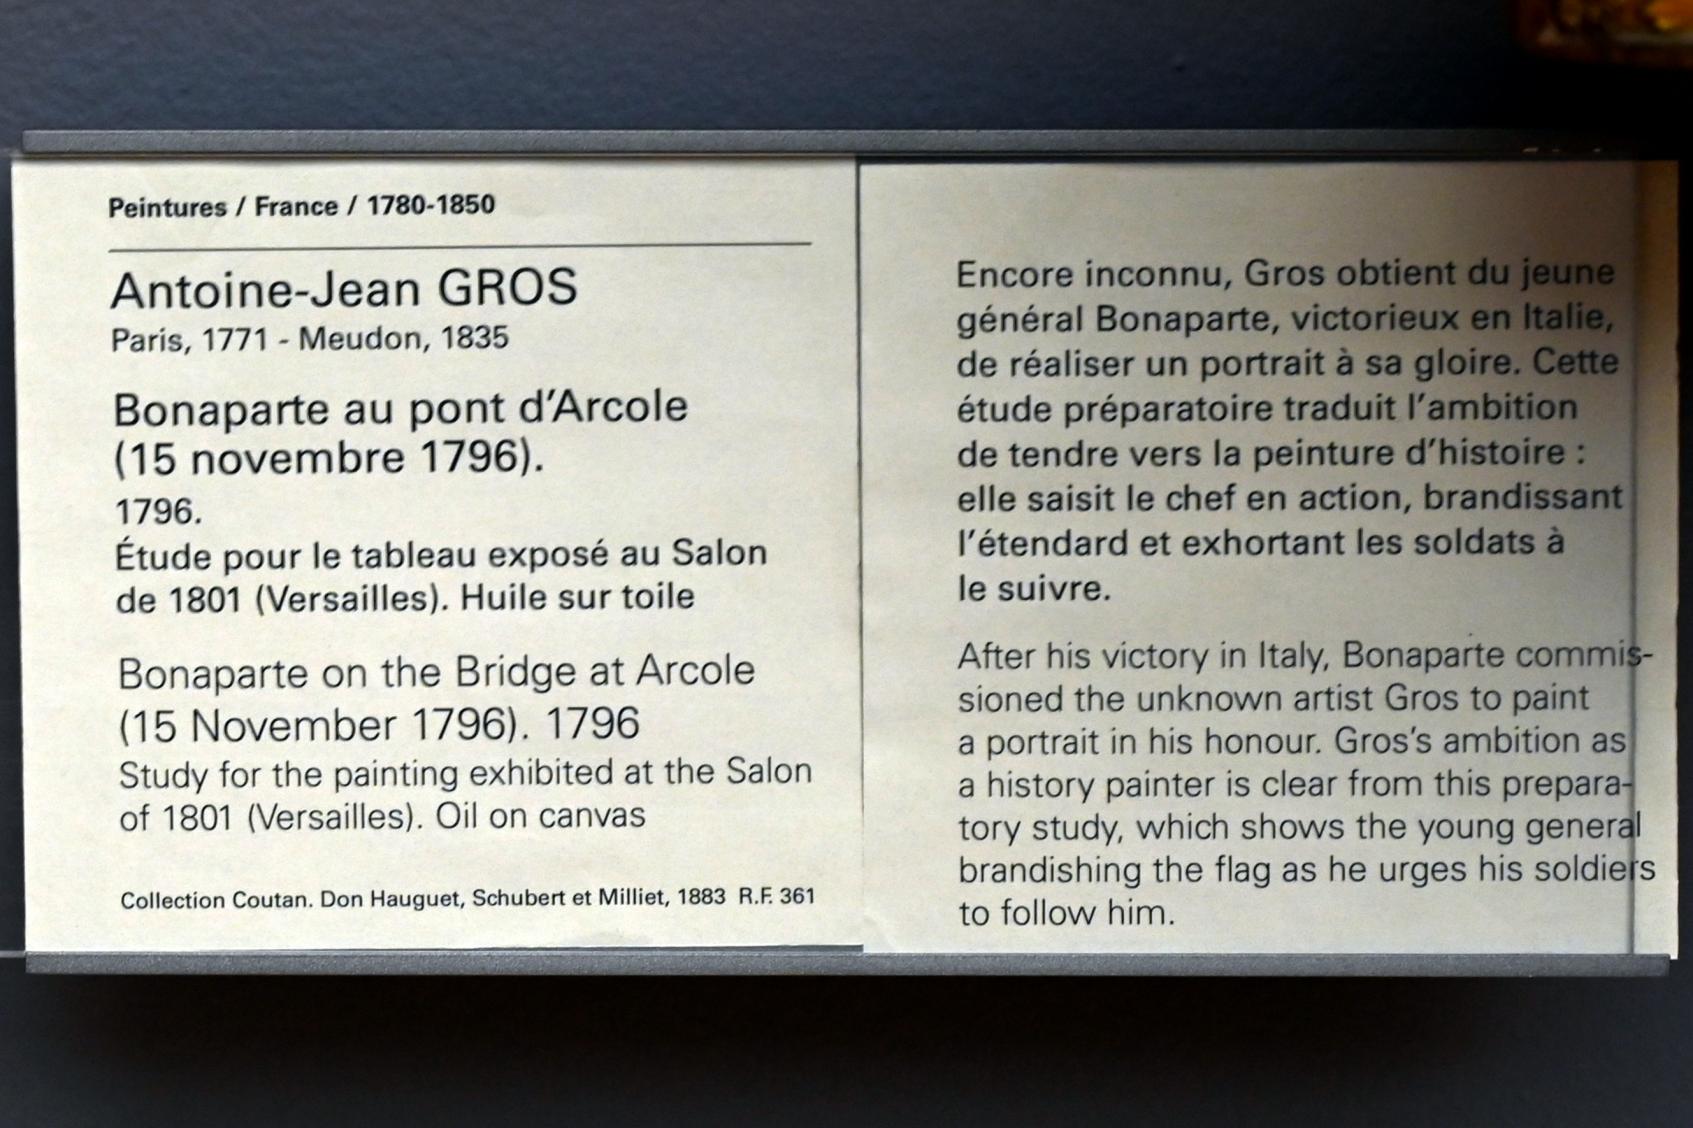 Peintures / France / 1780-1850
Antoine-Jean GROS
Paris, 1771 - Meudon, 1835
Bonaparte au pont d'Arcole
(15 novembre 1796).
1796.
Étude pour le tableau exposé au Salon
de 1801 (Versailles). Huile sur toile
Bonaparte on the Bridge at Arcole
(15 November 1796). 1796
Study for the painting exhibited at the Salon
of 1801 (Versailles). Oil on canvas
Collection Coutan. Don Hauguet, Schubert et Milliet, 1883 R.F. 361
Encore inconnu, Gros obtient du jeune
général Bonaparte, victorieux en Italie,
de réaliser un portrait à sa gloire. Cette
étude préparatoire traduit l'ambition
de tendre vers la peinture d'histoire :
elle saisit le chef en action, brandissant
l'étendard et exhortant les soldats à
le suivre.
After his victory in Italy, Bonaparte commis-
sioned the unknown artist Gros to paint
a portrait in his honour. Gros's ambition as
a history painter is clear from this prepara-
tory study, which shows the young general
brandishing the flag as he urges his soldiers
to follow him.